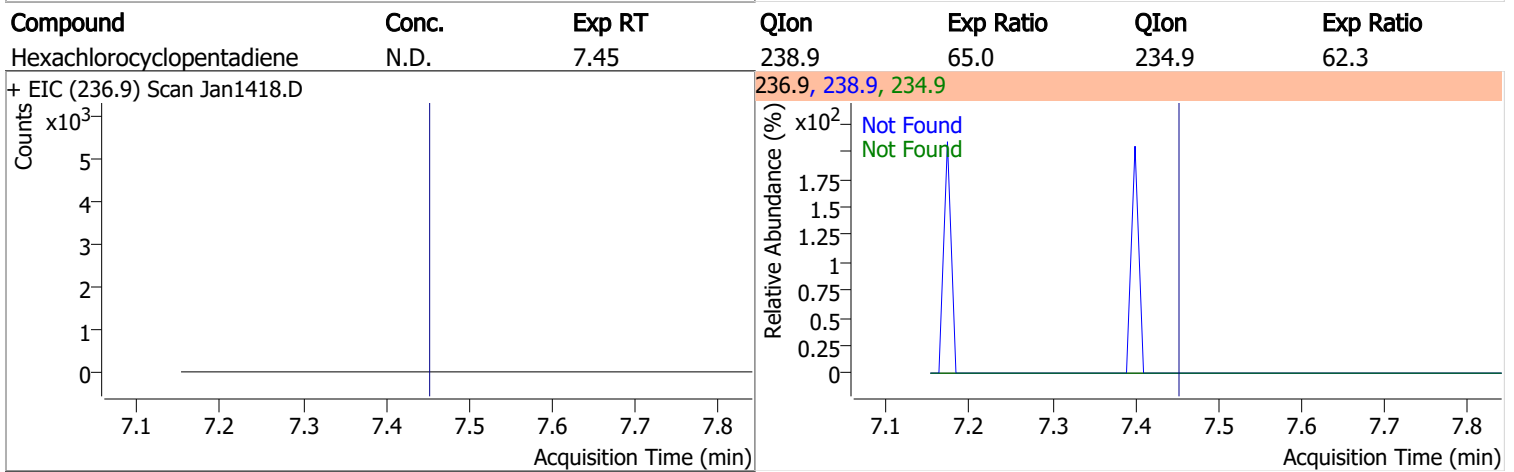 Compound Conc. Exp RT QIon Exp Ratio QIon Exp Ratio
Hexachlorocyclopentadiene N.D. 7.45 238.9 65.0 234.9 62.3
+ EIC (236.9) Scan Jan1418.D
Counts
x10³
5
4
3
2
1
0
7.1 7.2 7.3 7.4 7.5 7.6 7.7 7.8
Acquisition Time (min)
236.9, 238.9, 234.9
Relative Abundance (%)
x10²
Not Found
Not Found
1.75
1.5
1.25
1
0.75
0.5
0.25
0
7.1 7.2 7.3 7.4 7.5 7.6 7.7 7.8
Acquisition Time (min)